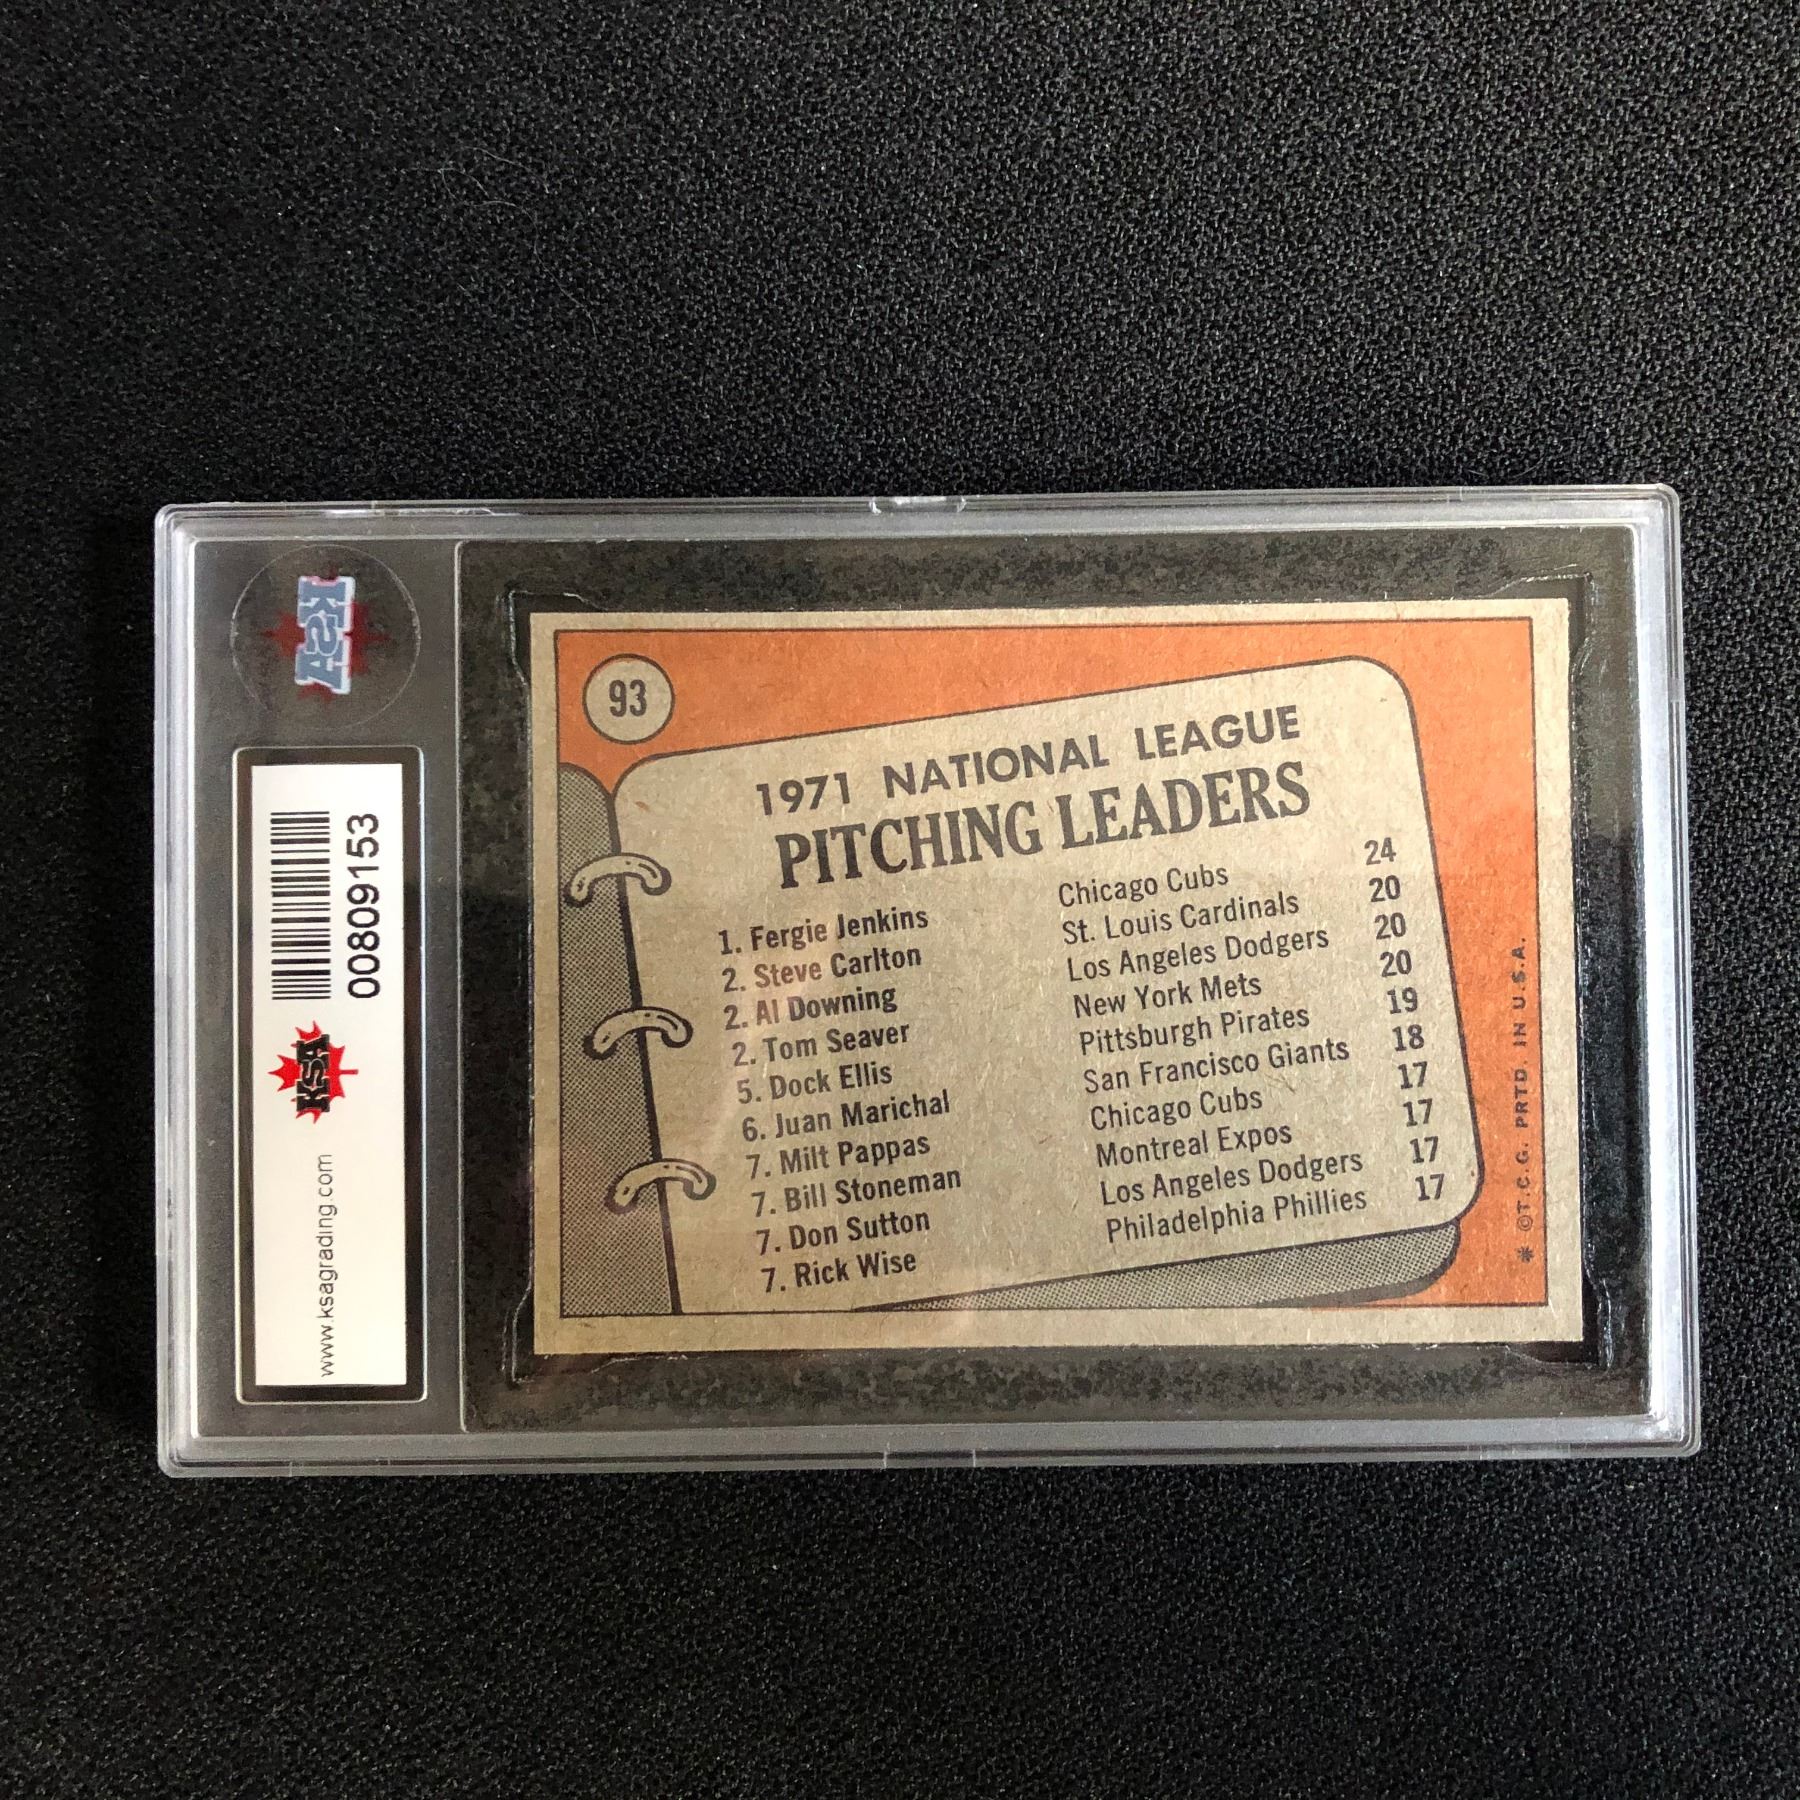 KSA
00809153
KSA
www.ksagrading.com
93
1971 NATIONAL LEAGUE
PITCHING LEADERS
1. Fergie Jenkins Chicago Cubs 24
2. Steve Carlton St. Louis Cardinals 20
2. Al Downing Los Angeles Dodgers 20
2. Tom Seaver New York Mets 20
5. Dock Ellis Pittsburgh Pirates 19
6. Juan Marichal San Francisco Giants 18
7. Milt Pappas Chicago Cubs 17
7. Bill Stoneman Montreal Expos 17
7. Don Sutton Los Angeles Dodgers 17
7. Rick Wise Philadelphia Phillies 17
* ©T.C.G. PRTD. IN U.S.A.